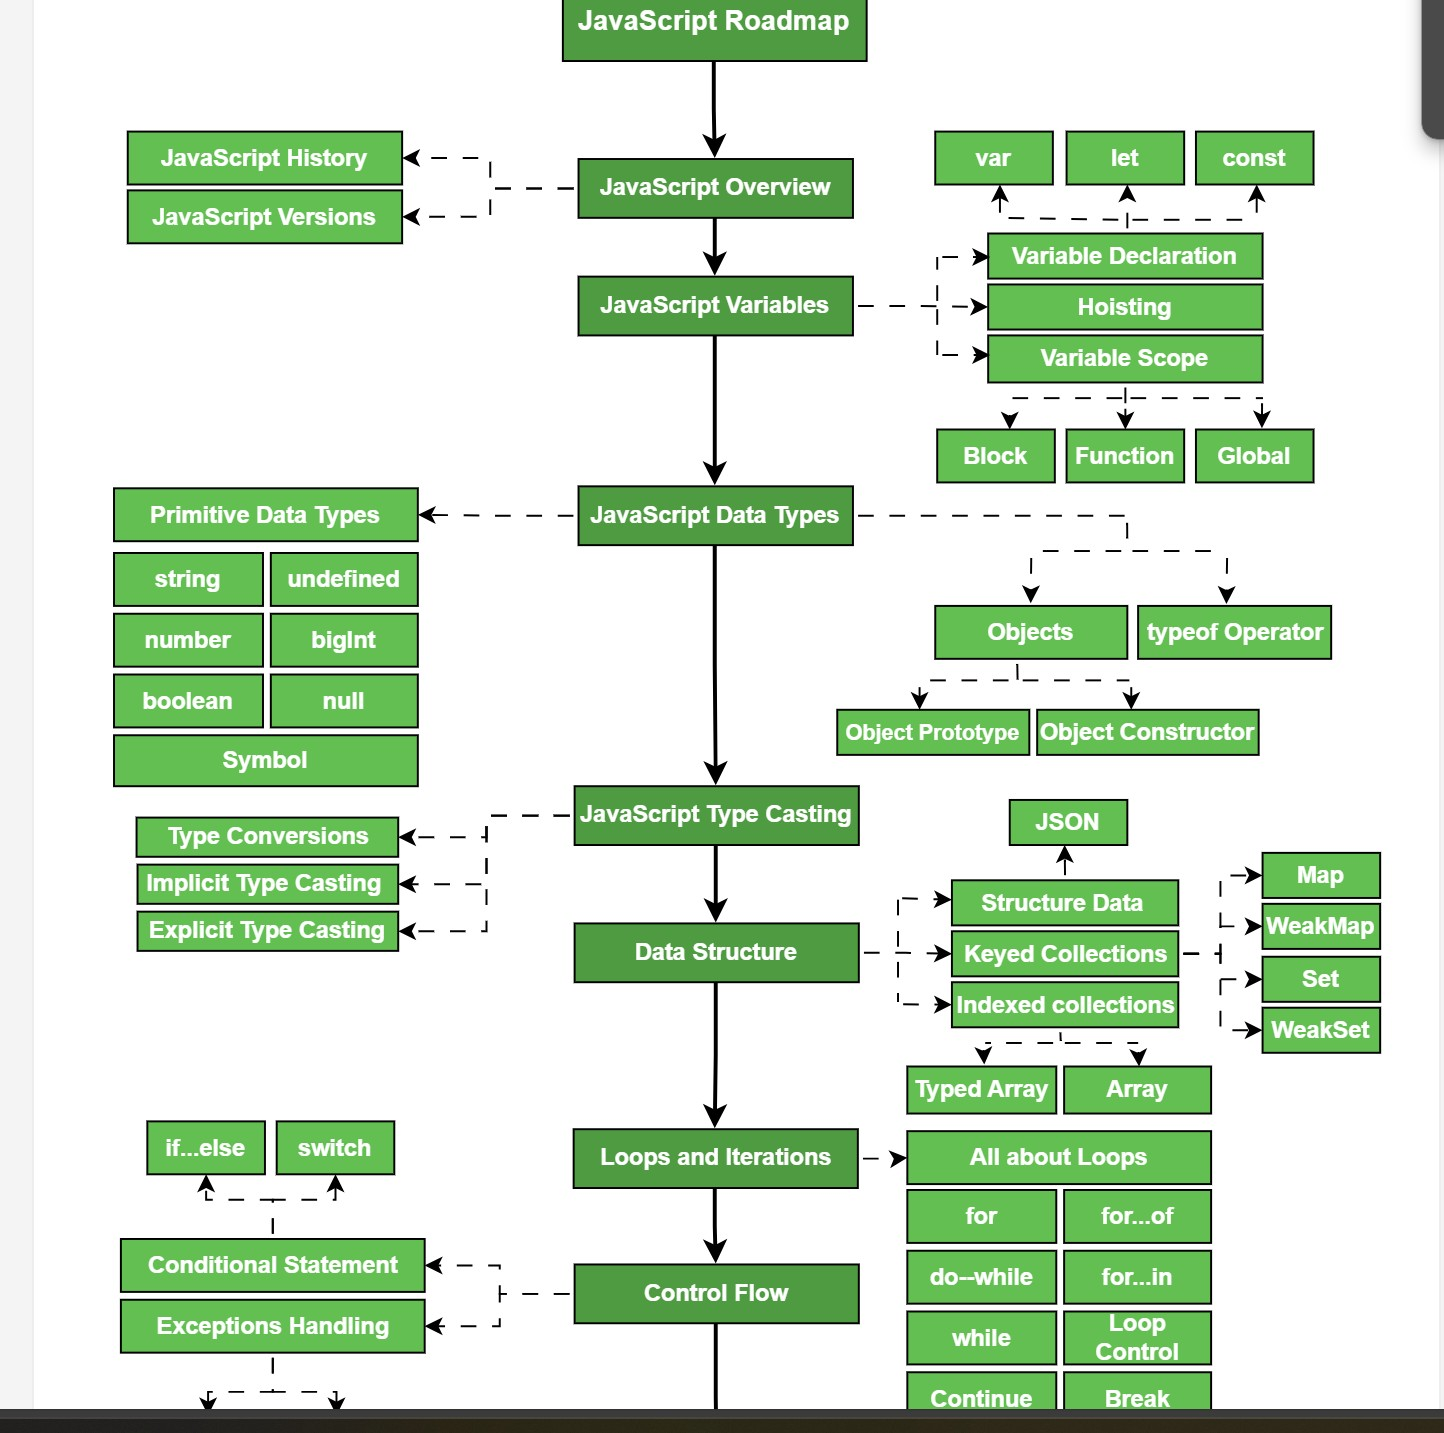 JavaScript Roadmap
JavaScript History
JavaScript Versions
JavaScript Overview
var
let
const
Variable Declaration
JavaScript Variables
Hoisting
Variable Scope
Block
Function
Global
Primitive Data Types
JavaScript Data Types
string
undefined
number
bigInt
boolean
null
Symbol
Objects
typeof Operator
Object Prototype
Object Constructor
JavaScript Type Casting
Type Conversions
Implicit Type Casting
Explicit Type Casting
JSON
Structure Data
Data Structure
Keyed Collections
Indexed collections
Map
WeakMap
Set
WeakSet
Typed Array
Array
if...else
switch
Loops and Iterations
All about Loops
for
for...of
do--while
for...in
while
Loop
Control
Continue
Break
Conditional Statement
Control Flow
Exceptions Handling